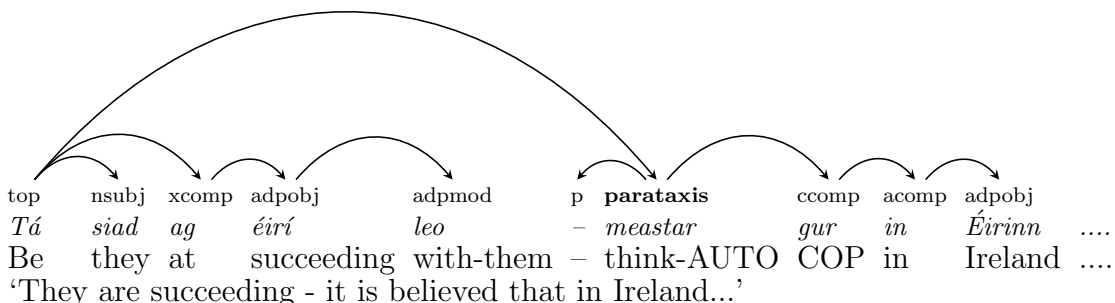 top nsubj xcomp adpobj adpmod p parataxis ccomp acomp adpobj
Tá siad ag éirí leo – meastar gur in Éirinn ....
Be they at succeeding with-them – think-AUTO COP in Ireland ....
‘They are succeeding - it is believed that in Ireland...’